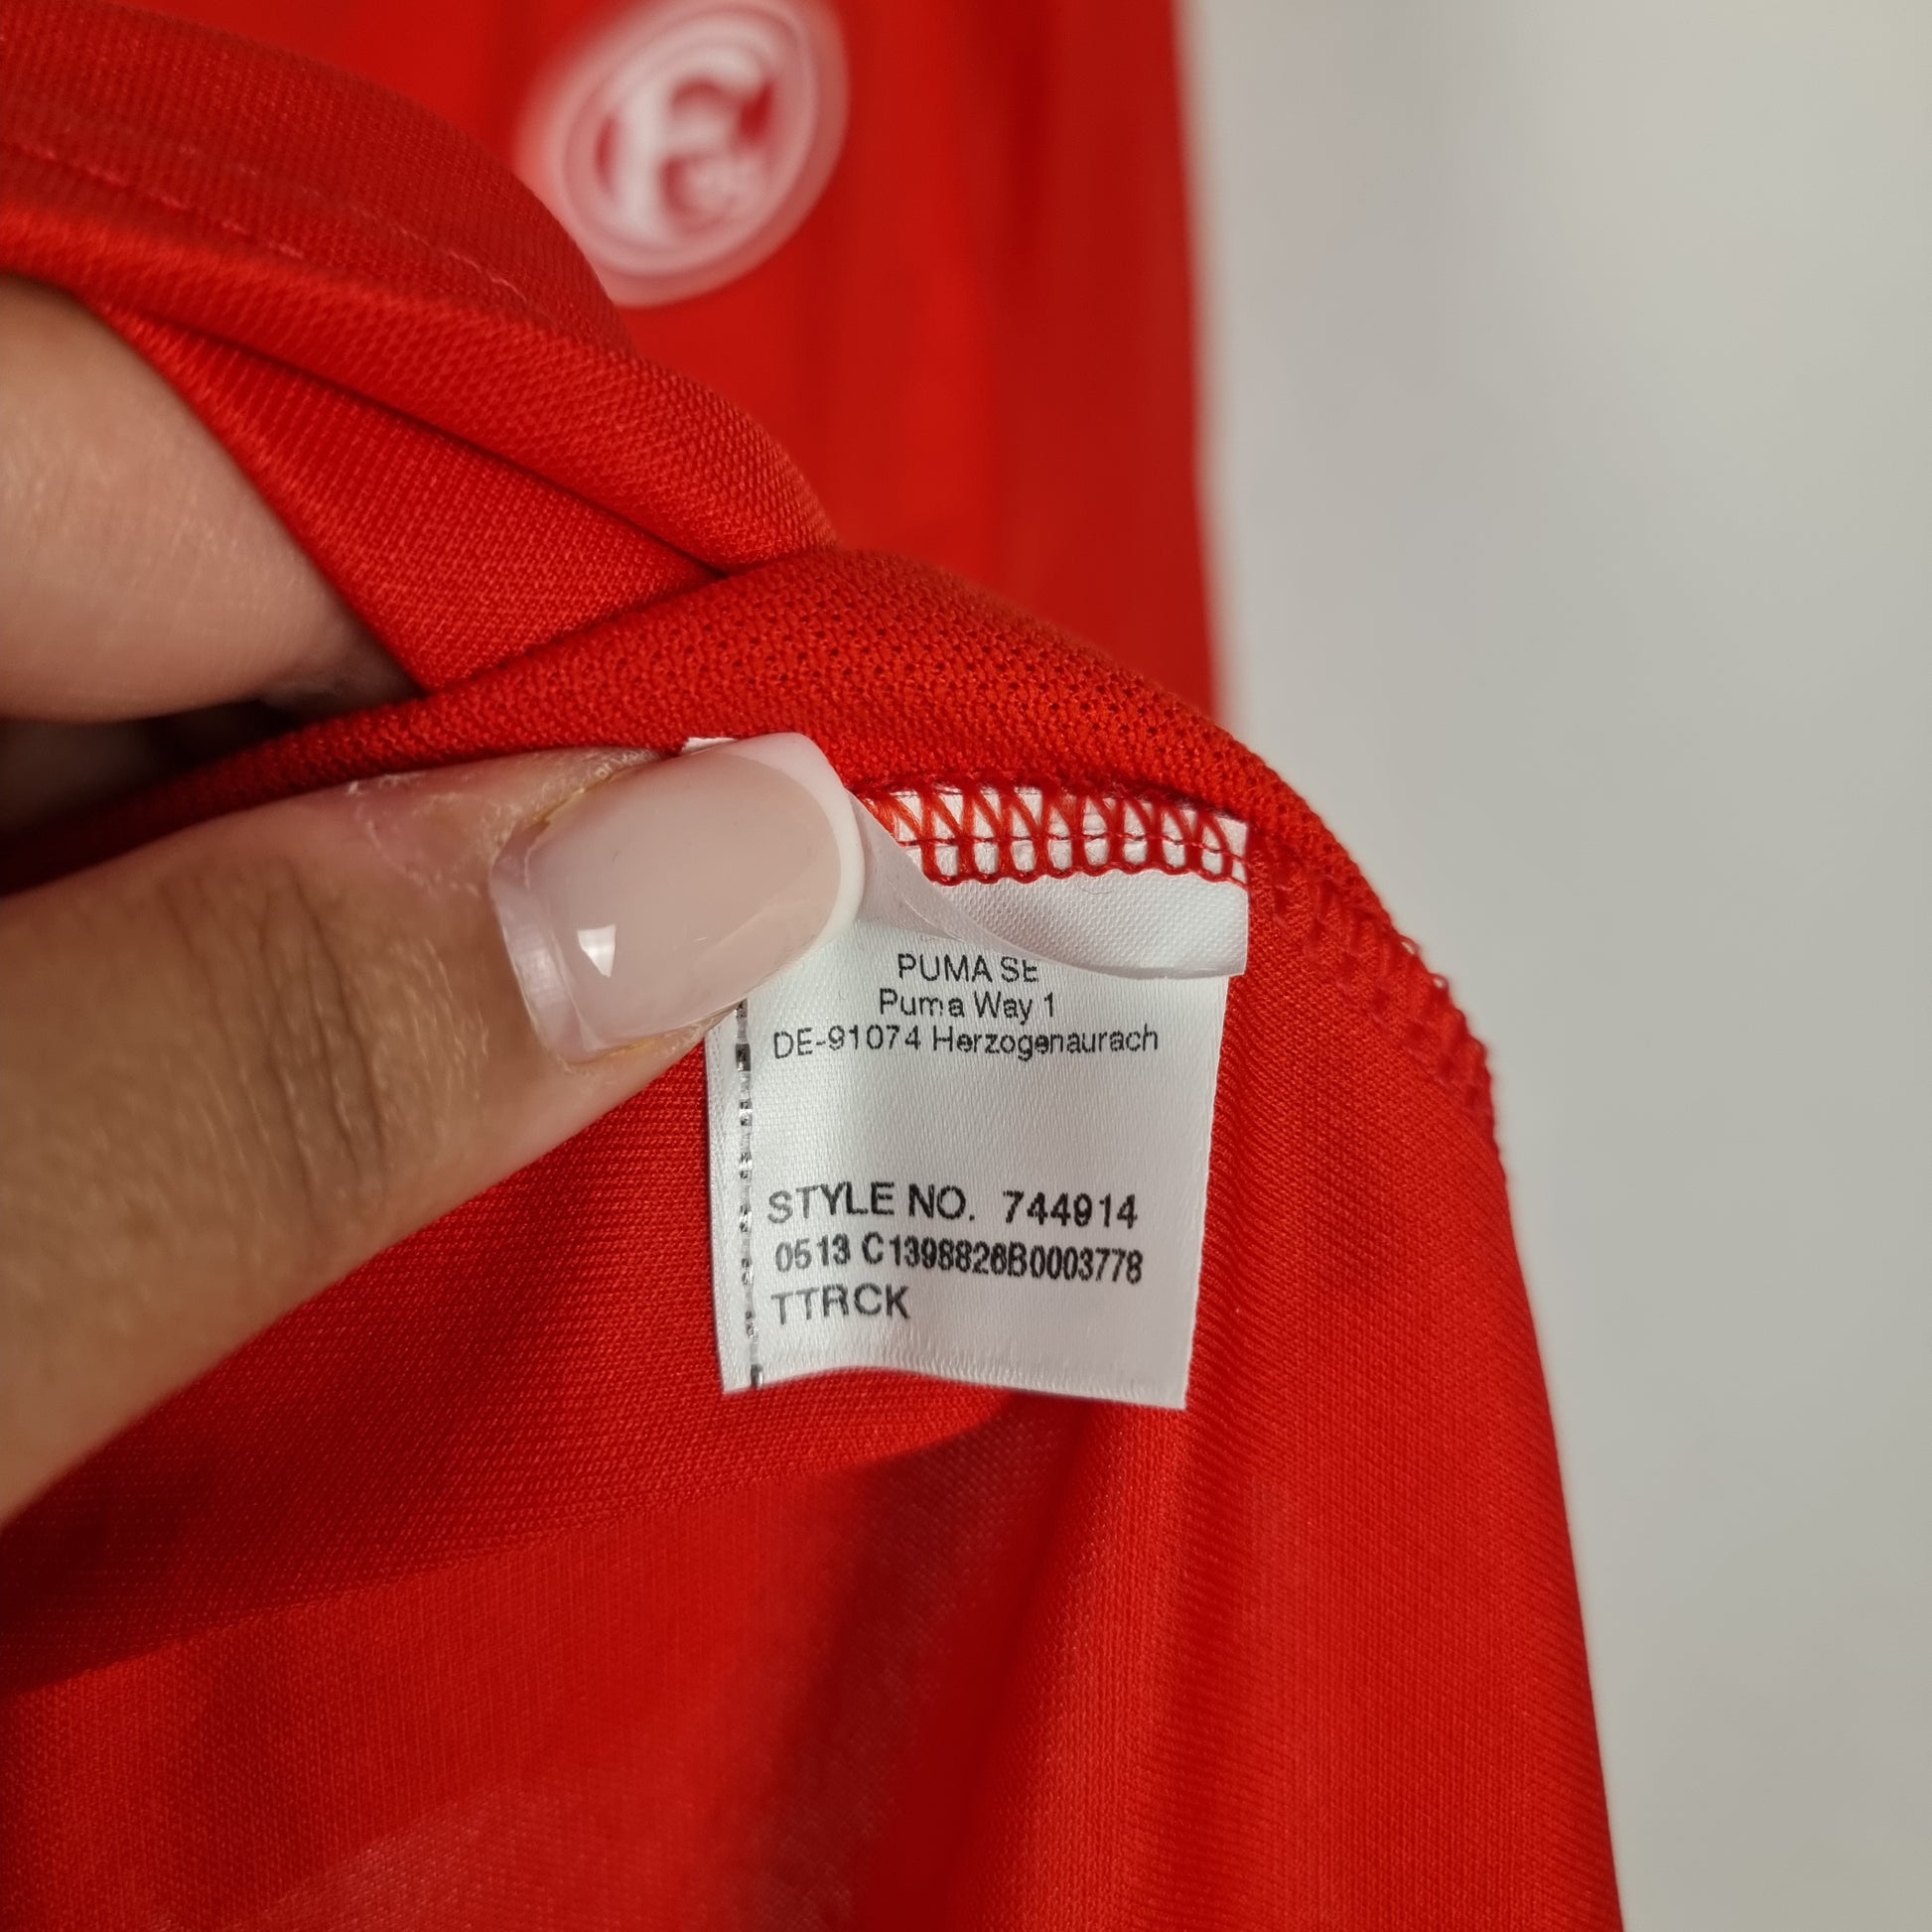 PUMA SE
Puma Way 1
DE-91074 Herzogenaurach
STYLE NO. 744914
0513 C1398826B0003778
TTRCK